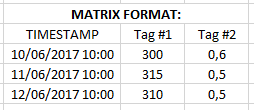 MATRIX FORMAT:
TIMESTAMP Tag #1 Tag #2
10/06/2017 10:00 300 0,6
11/06/2017 10:00 315 0,5
12/06/2017 10:00 310 0,5